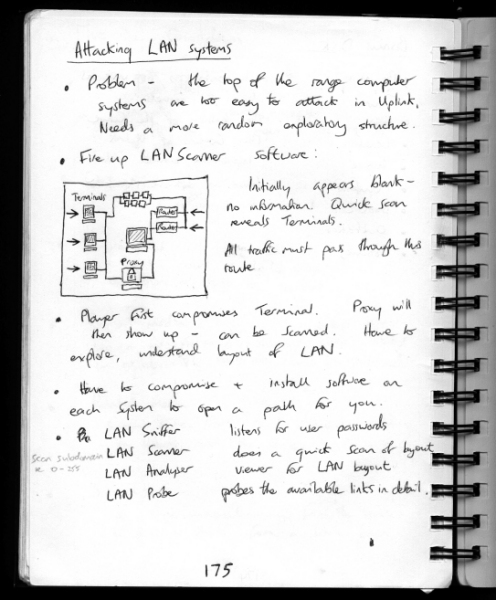 Attacking LAN systems
• Problem - the top of the range computer
systems are too easy to attack in Uplink.
Needs a more random exploratory structure.
• Fire up LANScanner software:
Terminals
Router
Router
Proxy
Initially appears blank -
no information. Quick scan
reveals Terminals.
All traffic must pass through this
route
• Player first compromises Terminal. Proxy will
then show up - can be scanned. Have to
explore, understand layout of LAN.
• Have to compromise + install software on
each system to open a path for you.
• LAN Sniffer listens for user passwords
LAN Scanner does a quick scan of layout
LAN Analyser viewer for LAN layout
LAN Probe probes the available links in detail.
Scan subdomain
0-255
175